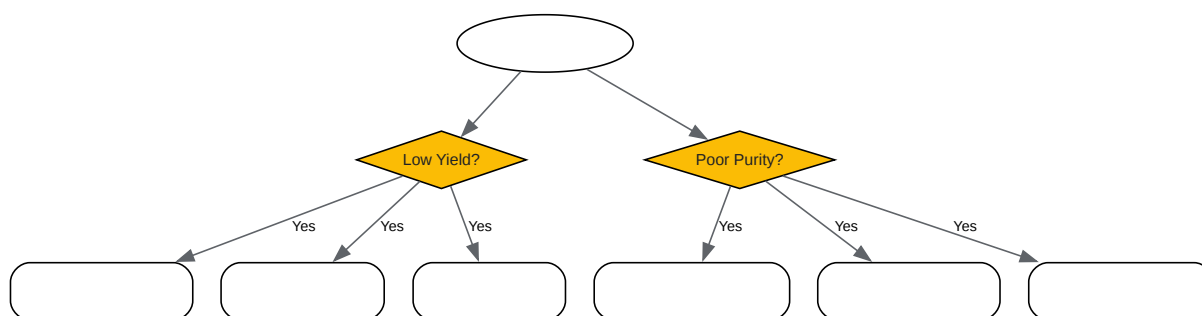 Low Yield?
Poor Purity?
Yes
Yes
Yes
Yes
Yes
Yes